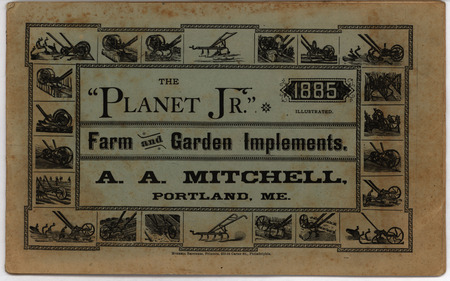 THE
"PLANET JR."
1885
ILLUSTRATED.
Farm and Garden Implements.
A. A. MITCHELL,
PORTLAND, ME.